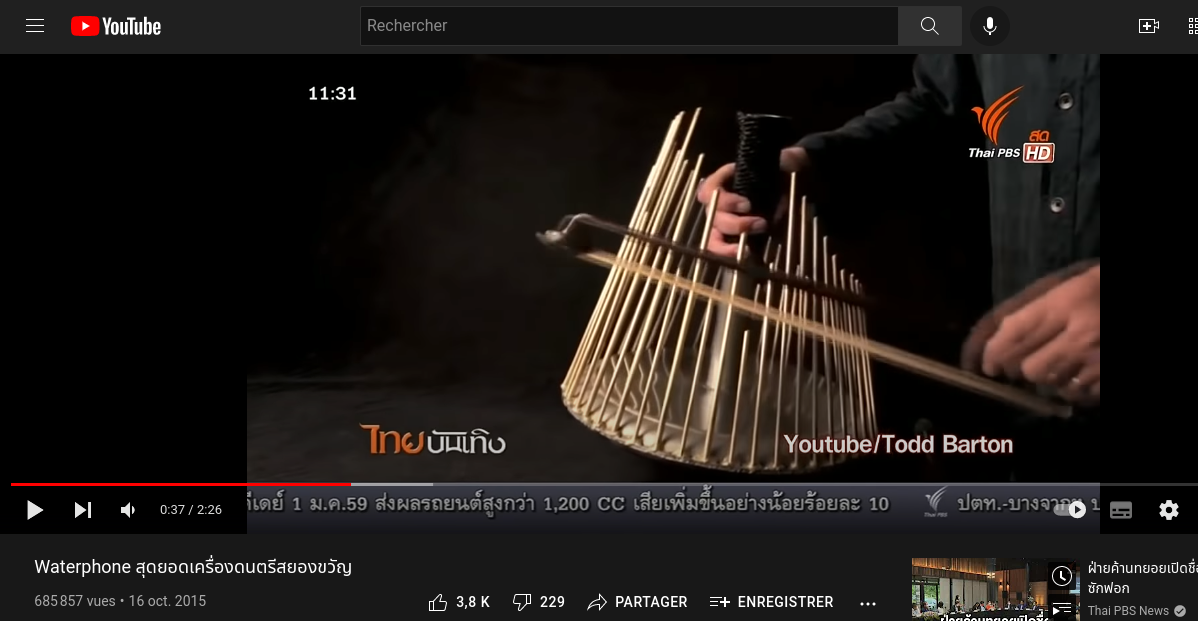 YouTube
Rechercher
11:31
สด
Thai PBS HD
ไทยบันเทิง
Youtube/Todd Barton
1 ม.ค.59 ส่งผลรถยนต์สูงกว่า 1,200 CC เสียเพิ่มขึ้นอย่างน้อยร้อยละ 10
ปตท.-บางจากฯ
0:37 / 2:26
Waterphone สุดยอดเครื่องดนตรีสยองขวัญ
685 857 vues • 16 oct. 2015
3,8 K
229
PARTAGER
ENREGISTRER
ฝ่ายค้านทยอยเปิดชื่อ
ซักฟอก
Thai PBS News